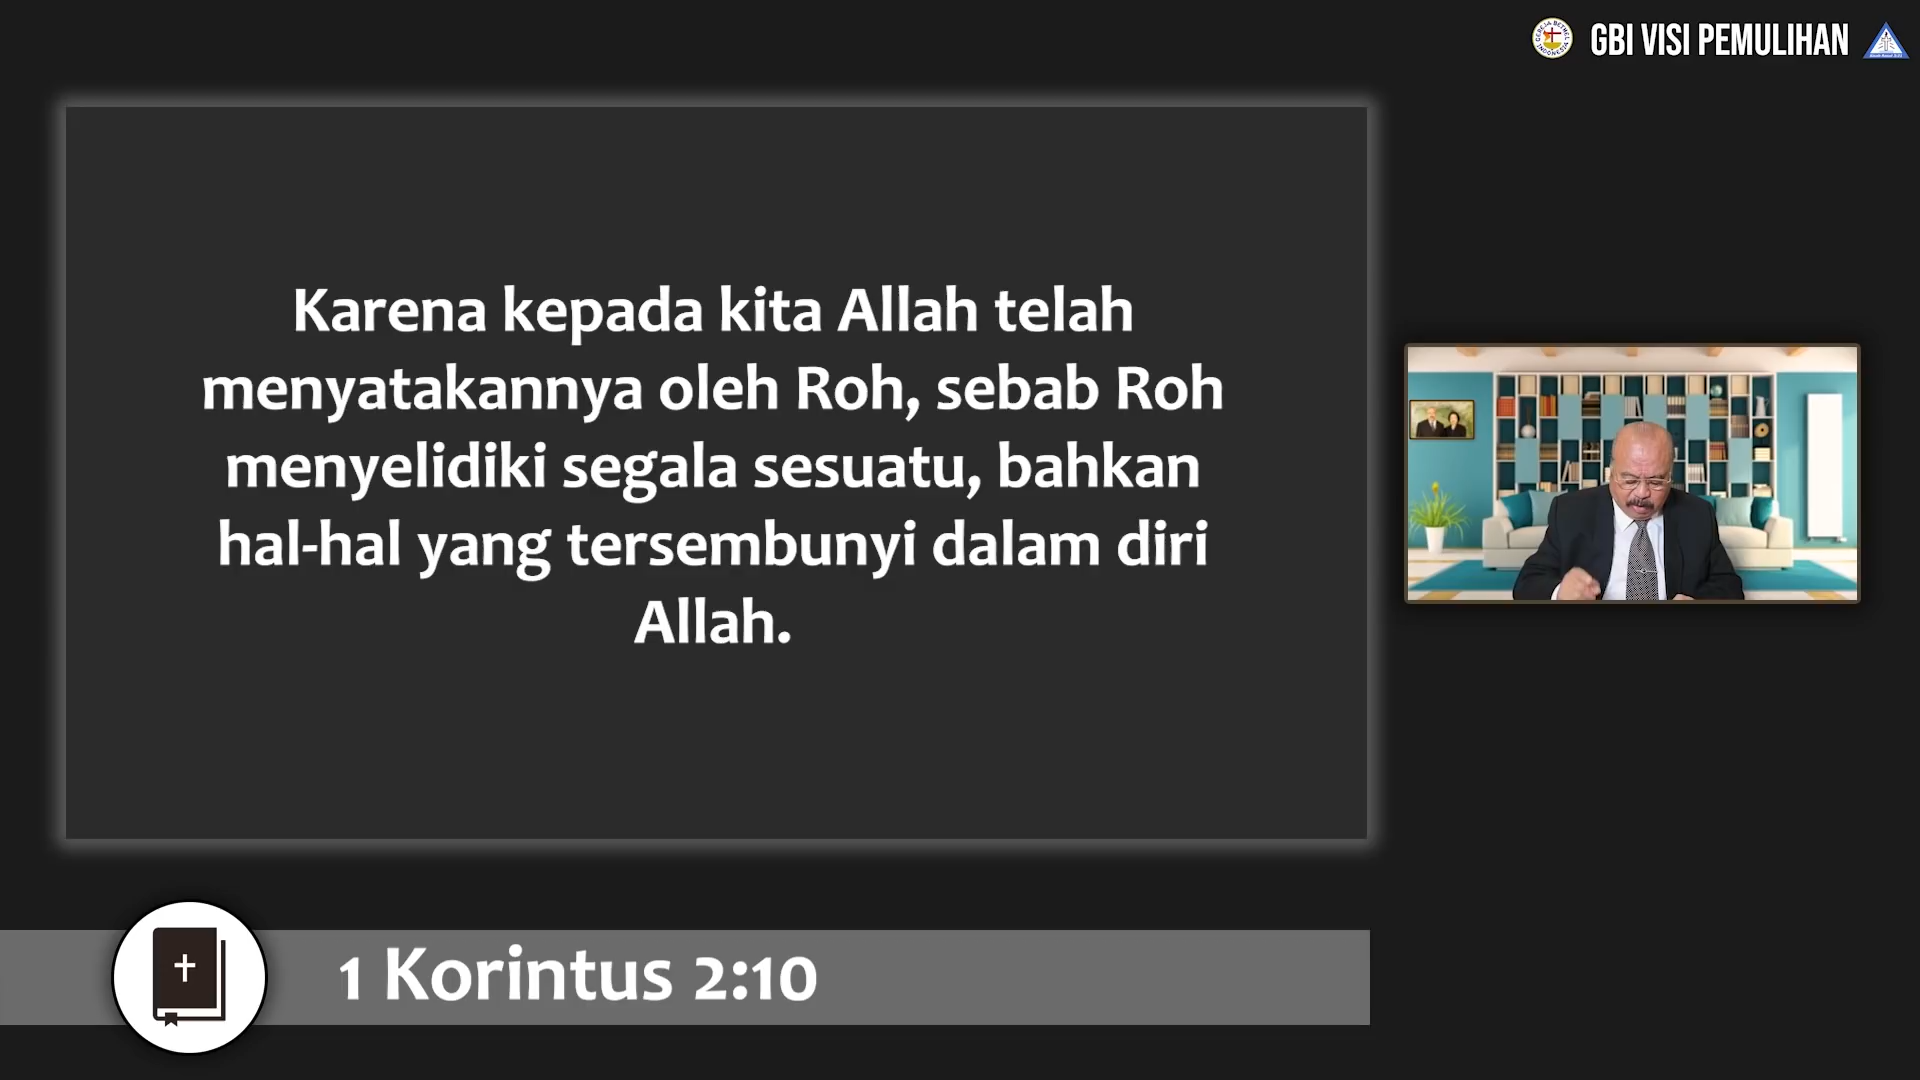 GBI VISI PEMULIHAN
Karena kepada kita Allah telah
menyatakannya oleh Roh, sebab Roh
menyelidiki segala sesuatu, bahkan
hal-hal yang tersembunyi dalam diri
Allah.
1 Korintus 2:10